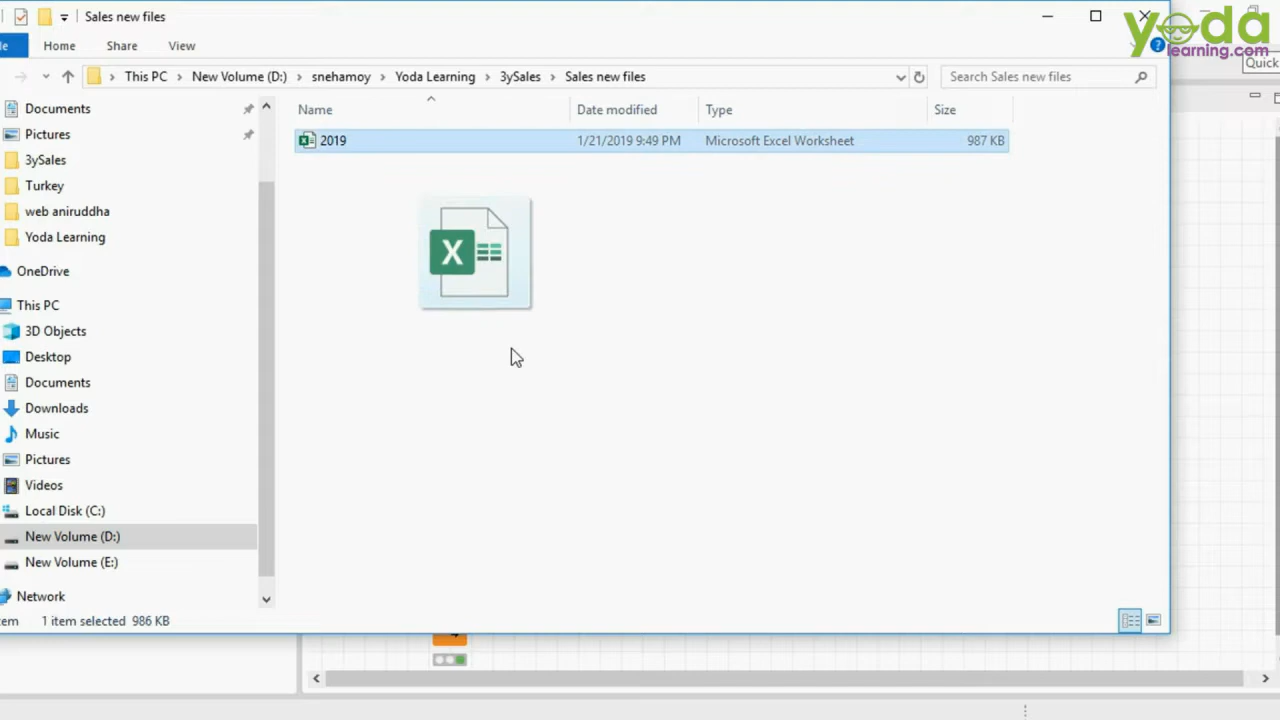 Sales new files
yoda
learning.com
Home Share View
Quick
This PC > New Volume (D:) > snehamoy > Yoda Learning > 3ySales > Sales new files
Search Sales new files
Name Date modified Type Size
2019 1/21/2019 9:49 PM Microsoft Excel Worksheet 987 KB
X
Documents
Pictures
3ySales
Turkey
web aniruddha
Yoda Learning
OneDrive
This PC
3D Objects
Desktop
Documents
Downloads
Music
Pictures
Videos
Local Disk (C:)
New Volume (D:)
New Volume (E:)
Network
1 item selected 986 KB